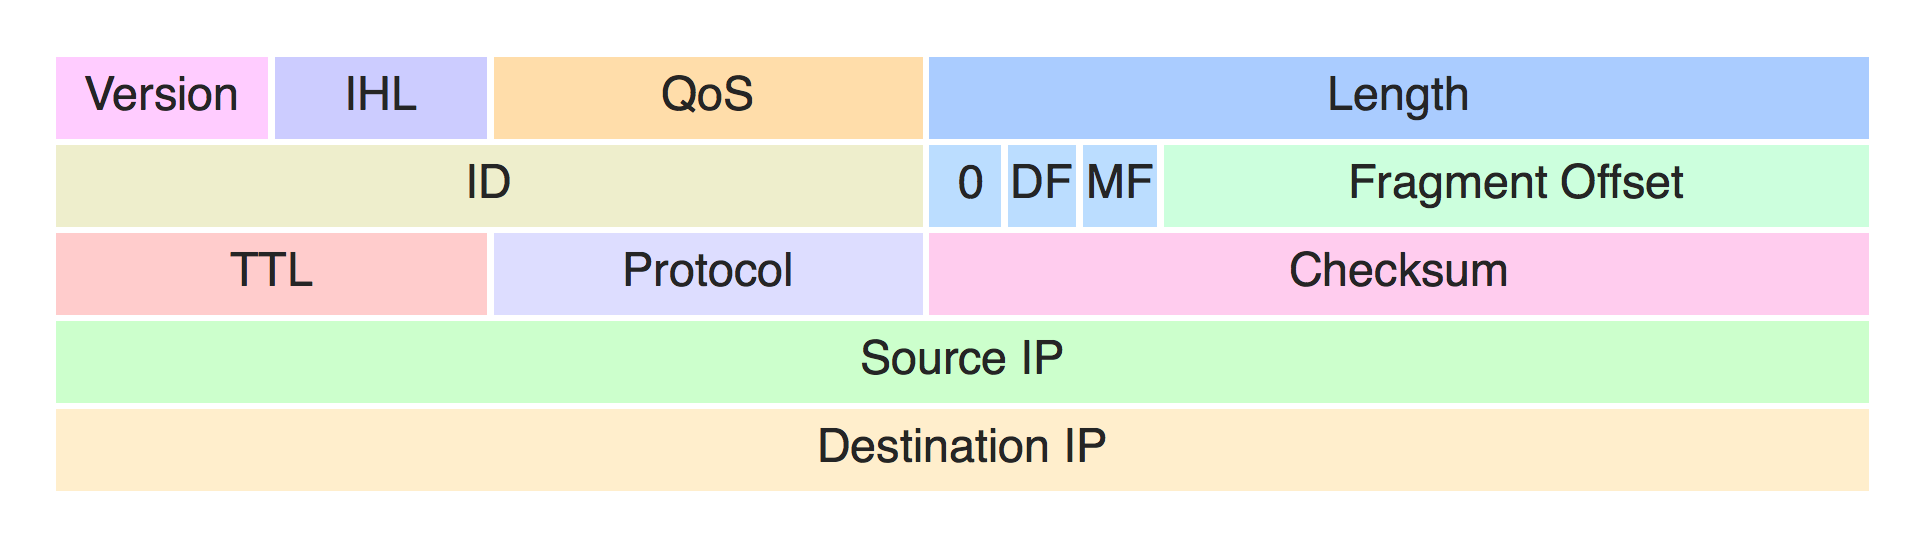 Version IHL QoS Length
ID 0 DF MF Fragment Offset
TTL Protocol Checksum
Source IP
Destination IP